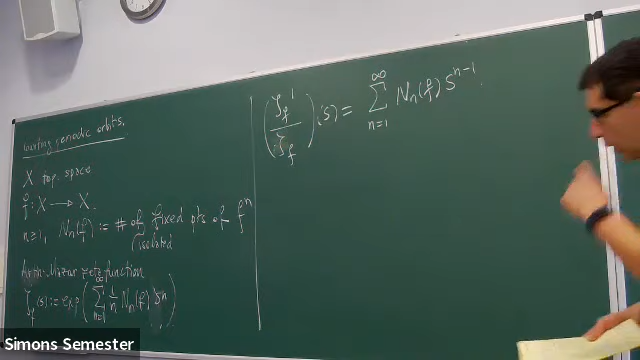 Counting periodic orbits.
X top. space
f: X → X.
n≥1, N_n(f) := # of fixed pts of f^n
isolated
Artin-Mazur zeta function
ζ_f(s) := exp( ∑_{n=1}^∞ 1/n N_n(f) s^n )
(ζ_f' / ζ_f)(s) = ∑_{n=1}^∞ N_n(f) s^{n-1}.
Simons Semester